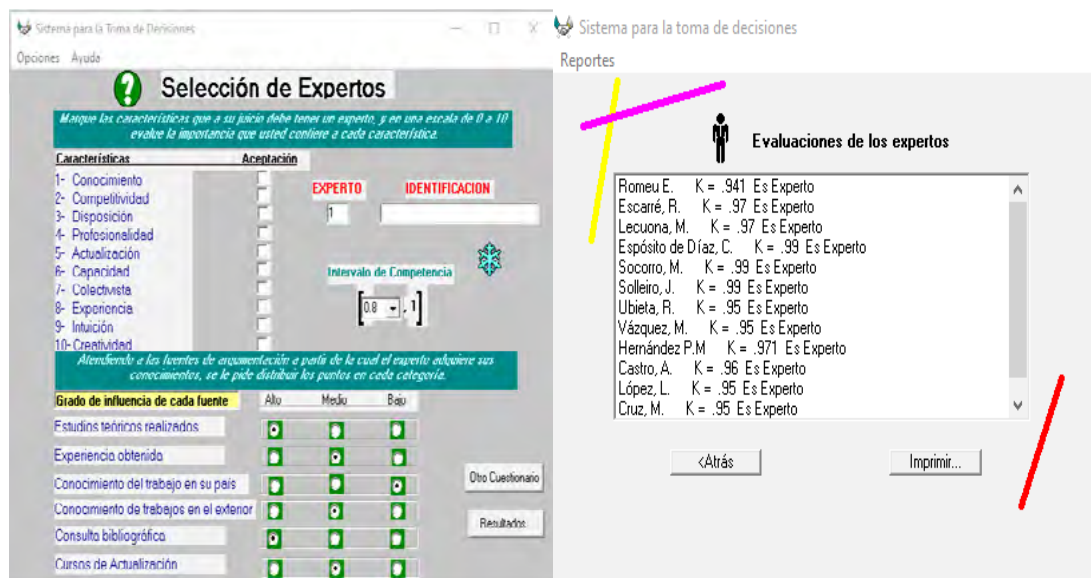 Sistema para la Toma de Decisiones
Opciones Ayuda
Selección de Expertos
Marque las características que a su juicio debe tener un experto, y en una escala de 0 a 10
evalue la importancia que usted confiere a cada característica.
Características Aceptación
1- Conocimiento
2- Competitividad
3- Disposición
4- Profesionalidad
5- Actualización
6- Capacidad
7- Colectivista
8- Experiencia
9- Intuición
10- Creatividad
EXPERTO IDENTIFICACION
1
Intervalo de Competencia
[0.8 , 1]
Atendiendo a las fuentes de argumentación a partir de la cual el experto adquiere sus
conocimientos, se le pide distribuir los puntos en cada categoría.
Grado de influencia de cada fuente Alto Medio Bajo
Estudios teóricos realizados
Experiencia obtenida
Conocimiento del trabajo en su país
Conocimiento de trabajos en el exterior
Consulta bibliográfica
Cursos de Actualización
Otro Cuestionario
Resultados
Sistema para la toma de decisiones
Reportes
Evaluaciones de los expertos
Romeu E. K = .941 Es Experto
Escarré, R. K = .97 Es Experto
Lecuona, M. K = .97 Es Experto
Espósito de Díaz, C. K = .99 Es Experto
Socorro, M. K = .99 Es Experto
Solleiro, J. K = .99 Es Experto
Ubieta, R. K = .95 Es Experto
Vázquez, M. K = .95 Es Experto
Hernández P.M K = .971 Es Experto
Castro, A. K = .96 Es Experto
López, L. K = .95 Es Experto
Cruz, M. K = .95 Es Experto
<Atrás
Imprimir...